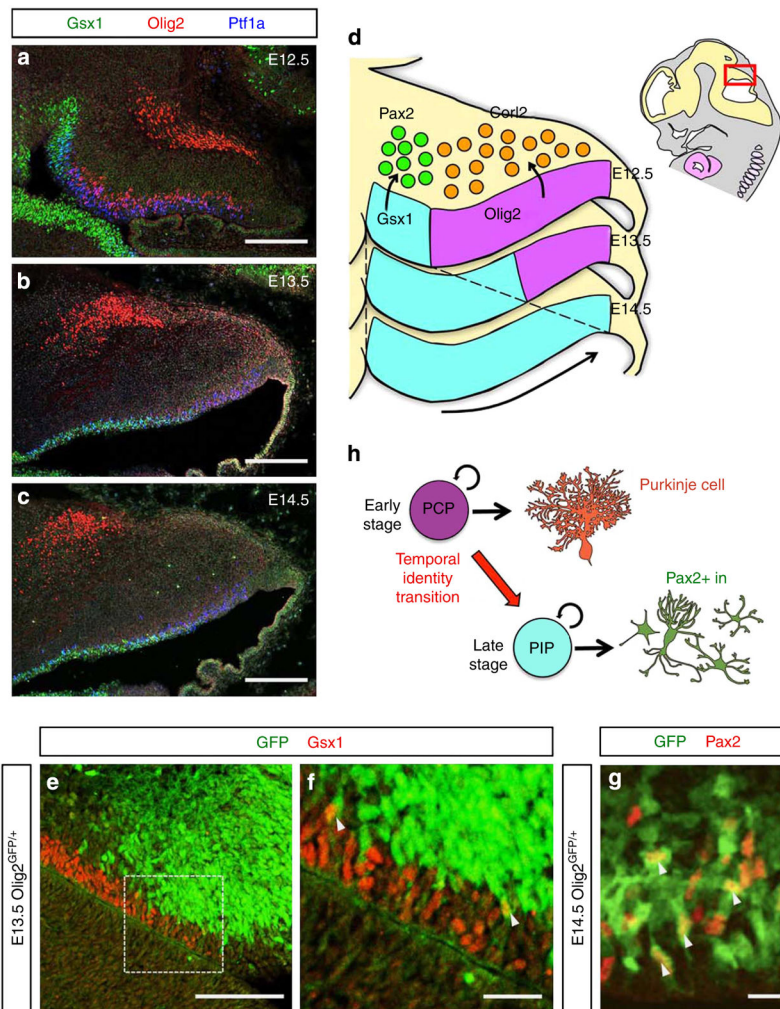 Gsx1 Olig2 Ptf1a
a
E12.5
b
E13.5
c
E14.5
d
Pax2
Corl2
E12.5
Gsx1
Olig2
E13.5
E14.5
h
Early
stage
PCP
Purkinje cell
Temporal
identity
transition
Pax2+ in
Late
stage
PIP
GFP Gsx1
E13.5 Olig2GFP/+
e
f
GFP Pax2
E14.5 Olig2GFP/+
g